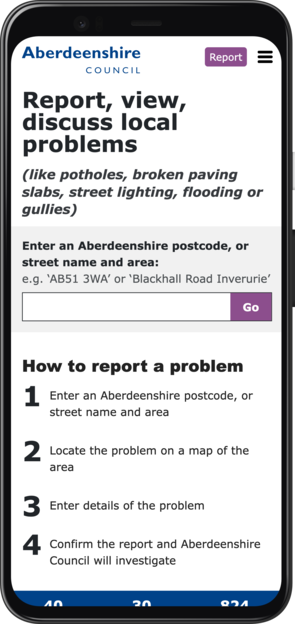 Aberdeenshire
COUNCIL
Report
Report, view,
discuss local
problems
(like potholes, broken paving
slabs, street lighting, flooding or
gullies)
Enter an Aberdeenshire postcode, or
street name and area:
e.g. ‘AB51 3WA’ or ‘Blackhall Road Inverurie’
Go
How to report a problem
1 Enter an Aberdeenshire postcode, or
street name and area
2 Locate the problem on a map of the
area
3 Enter details of the problem
4 Confirm the report and Aberdeenshire
Council will investigate
40 30 824